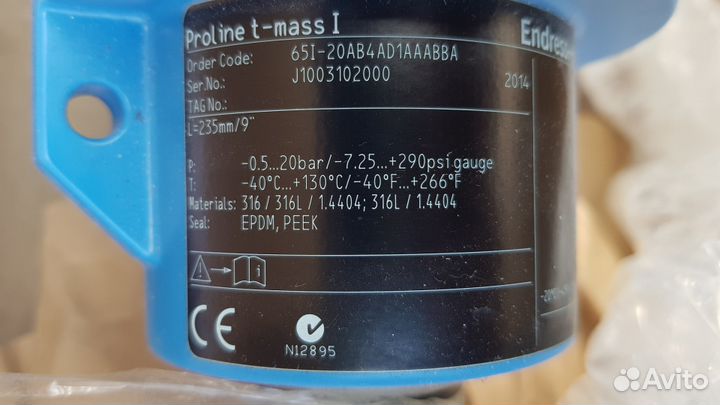 Proline t-mass I
Order Code: 65I-20AB4AD1AAABBA
Ser.No.: J1003102000
TAG No.:
L=235mm/9"
P: -0.5...20bar/-7.25...+290psi gauge
T: -40°C...+130°C/-40°F...+266°F
Materials: 316 / 316L / 1.4404; 316L / 1.4404
Seal: EPDM, PEEK
i
CE
N12895
Endress
2014
Avito